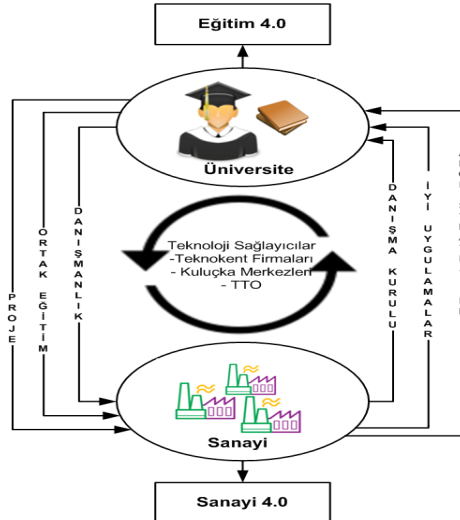 Eğitim 4.0
Üniversite
Teknoloji Sağlayıcılar
-Teknokent Firmaları
- Kuluçka Merkezleri
- TTO
PROJE
ORTAK EĞİTİM
DANIŞMANLIK
DANIŞMA KURULU
İYİ UYGULAMALAR
Sanayi
Sanayi 4.0